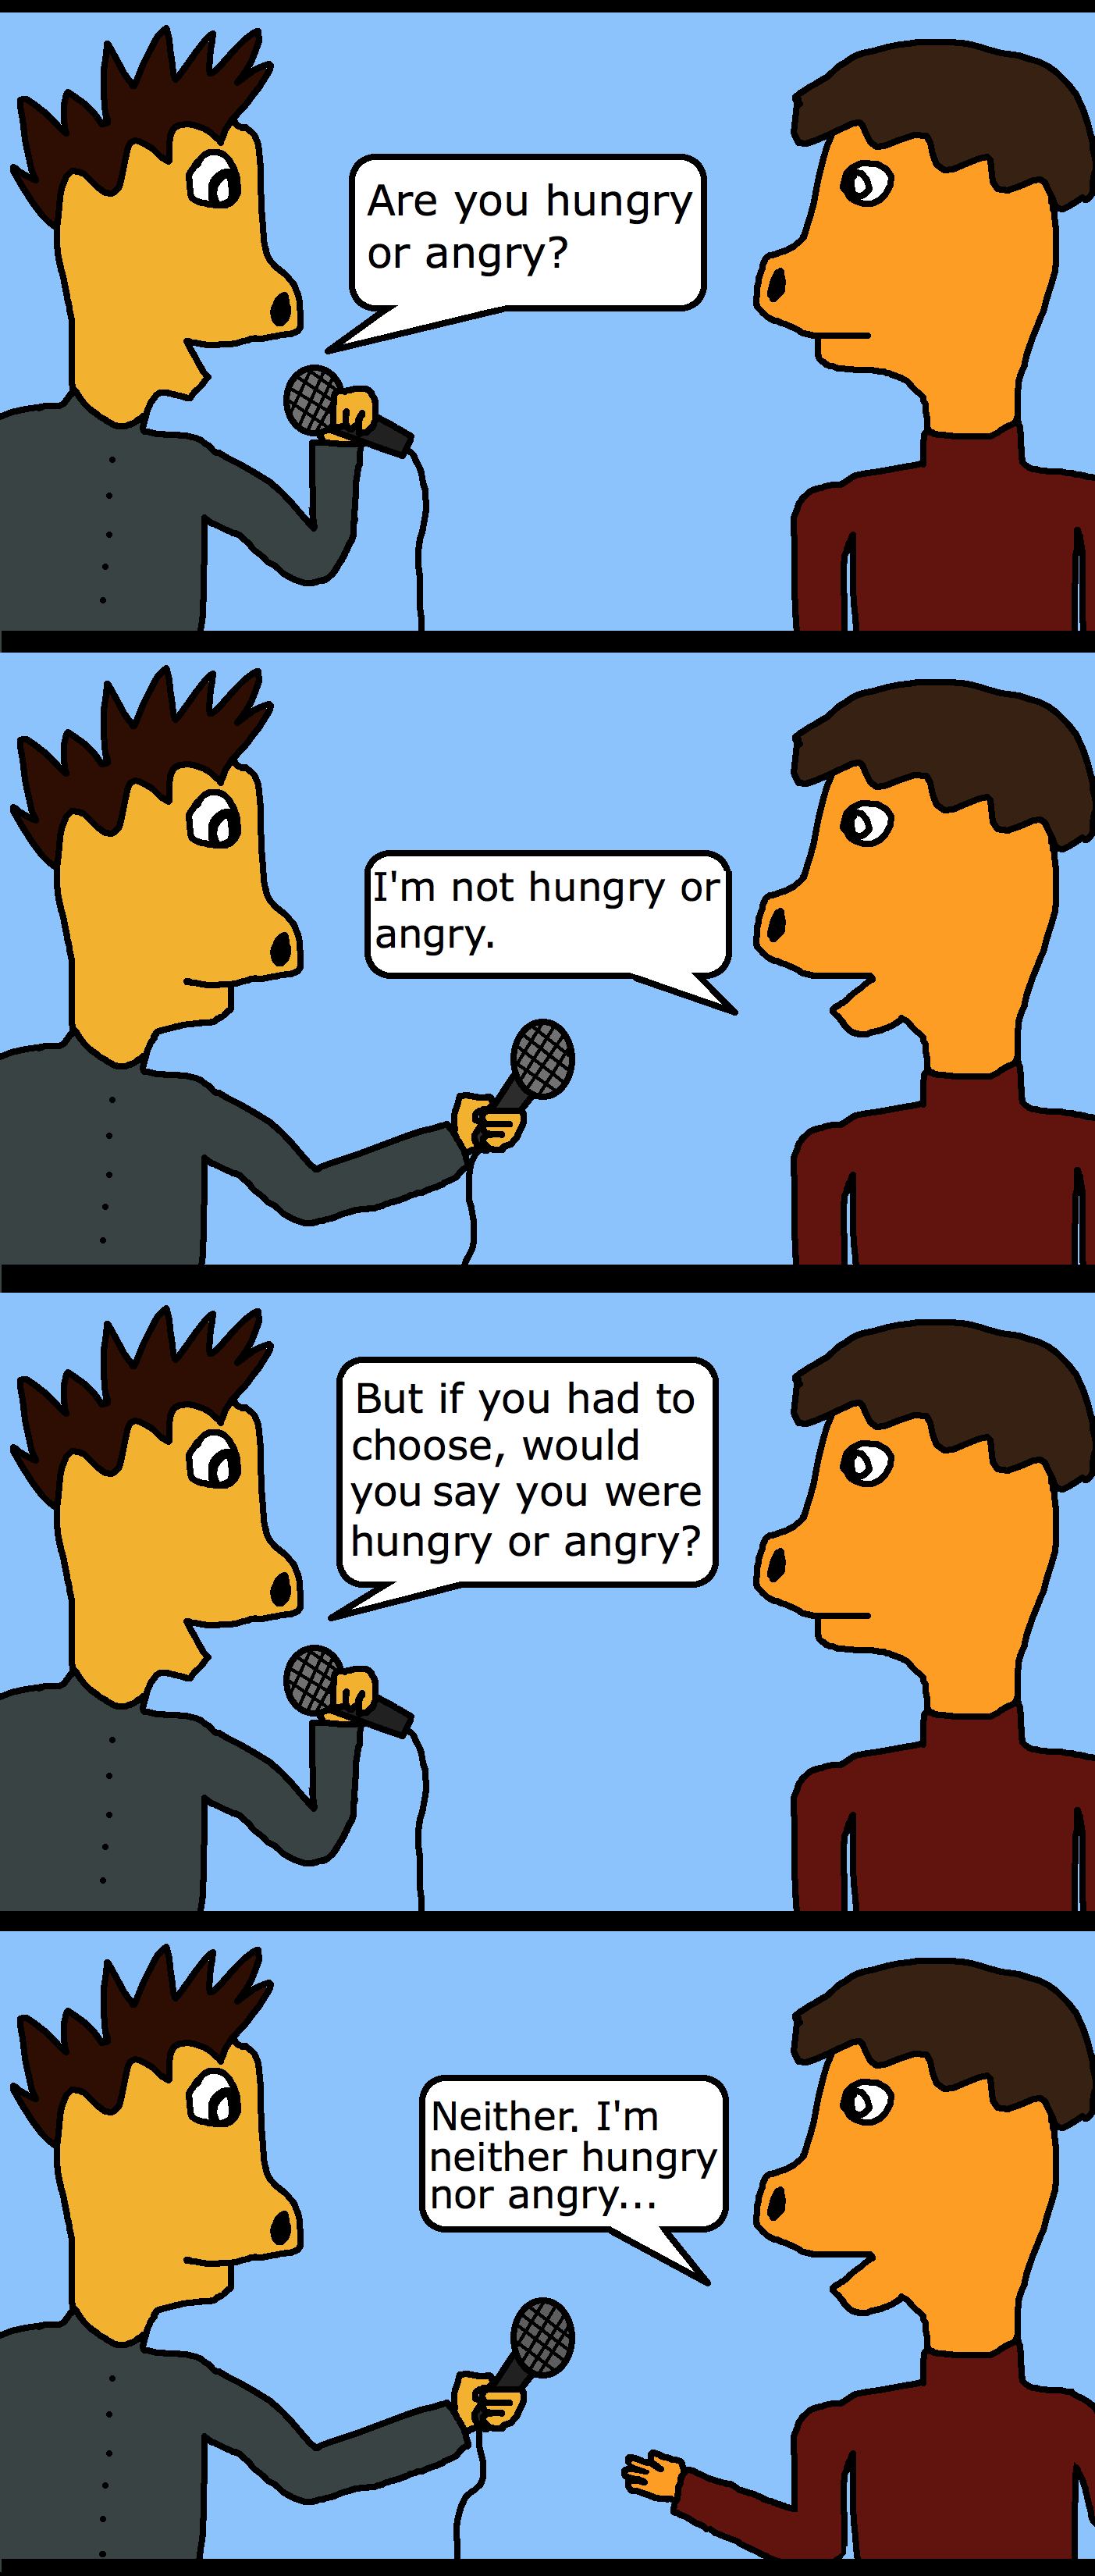 Are you hungry
or angry?
I'm not hungry or
angry.
But if you had to
choose, would
you say you were
hungry or angry?
Neither. I'm
neither hungry
nor angry...